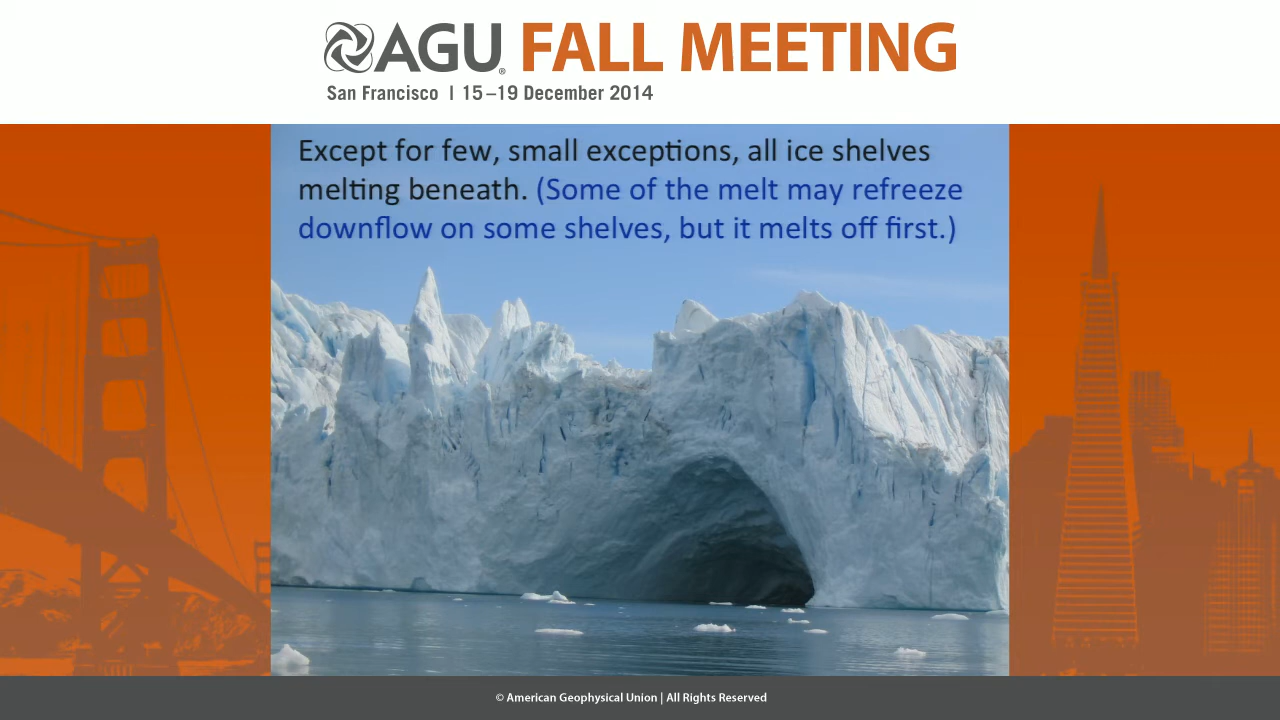 AGU® FALL MEETING
San Francisco | 15–19 December 2014
Except for few, small exceptions, all ice shelves
melting beneath. (Some of the melt may refreeze
downflow on some shelves, but it melts off first.)
© American Geophysical Union | All Rights Reserved